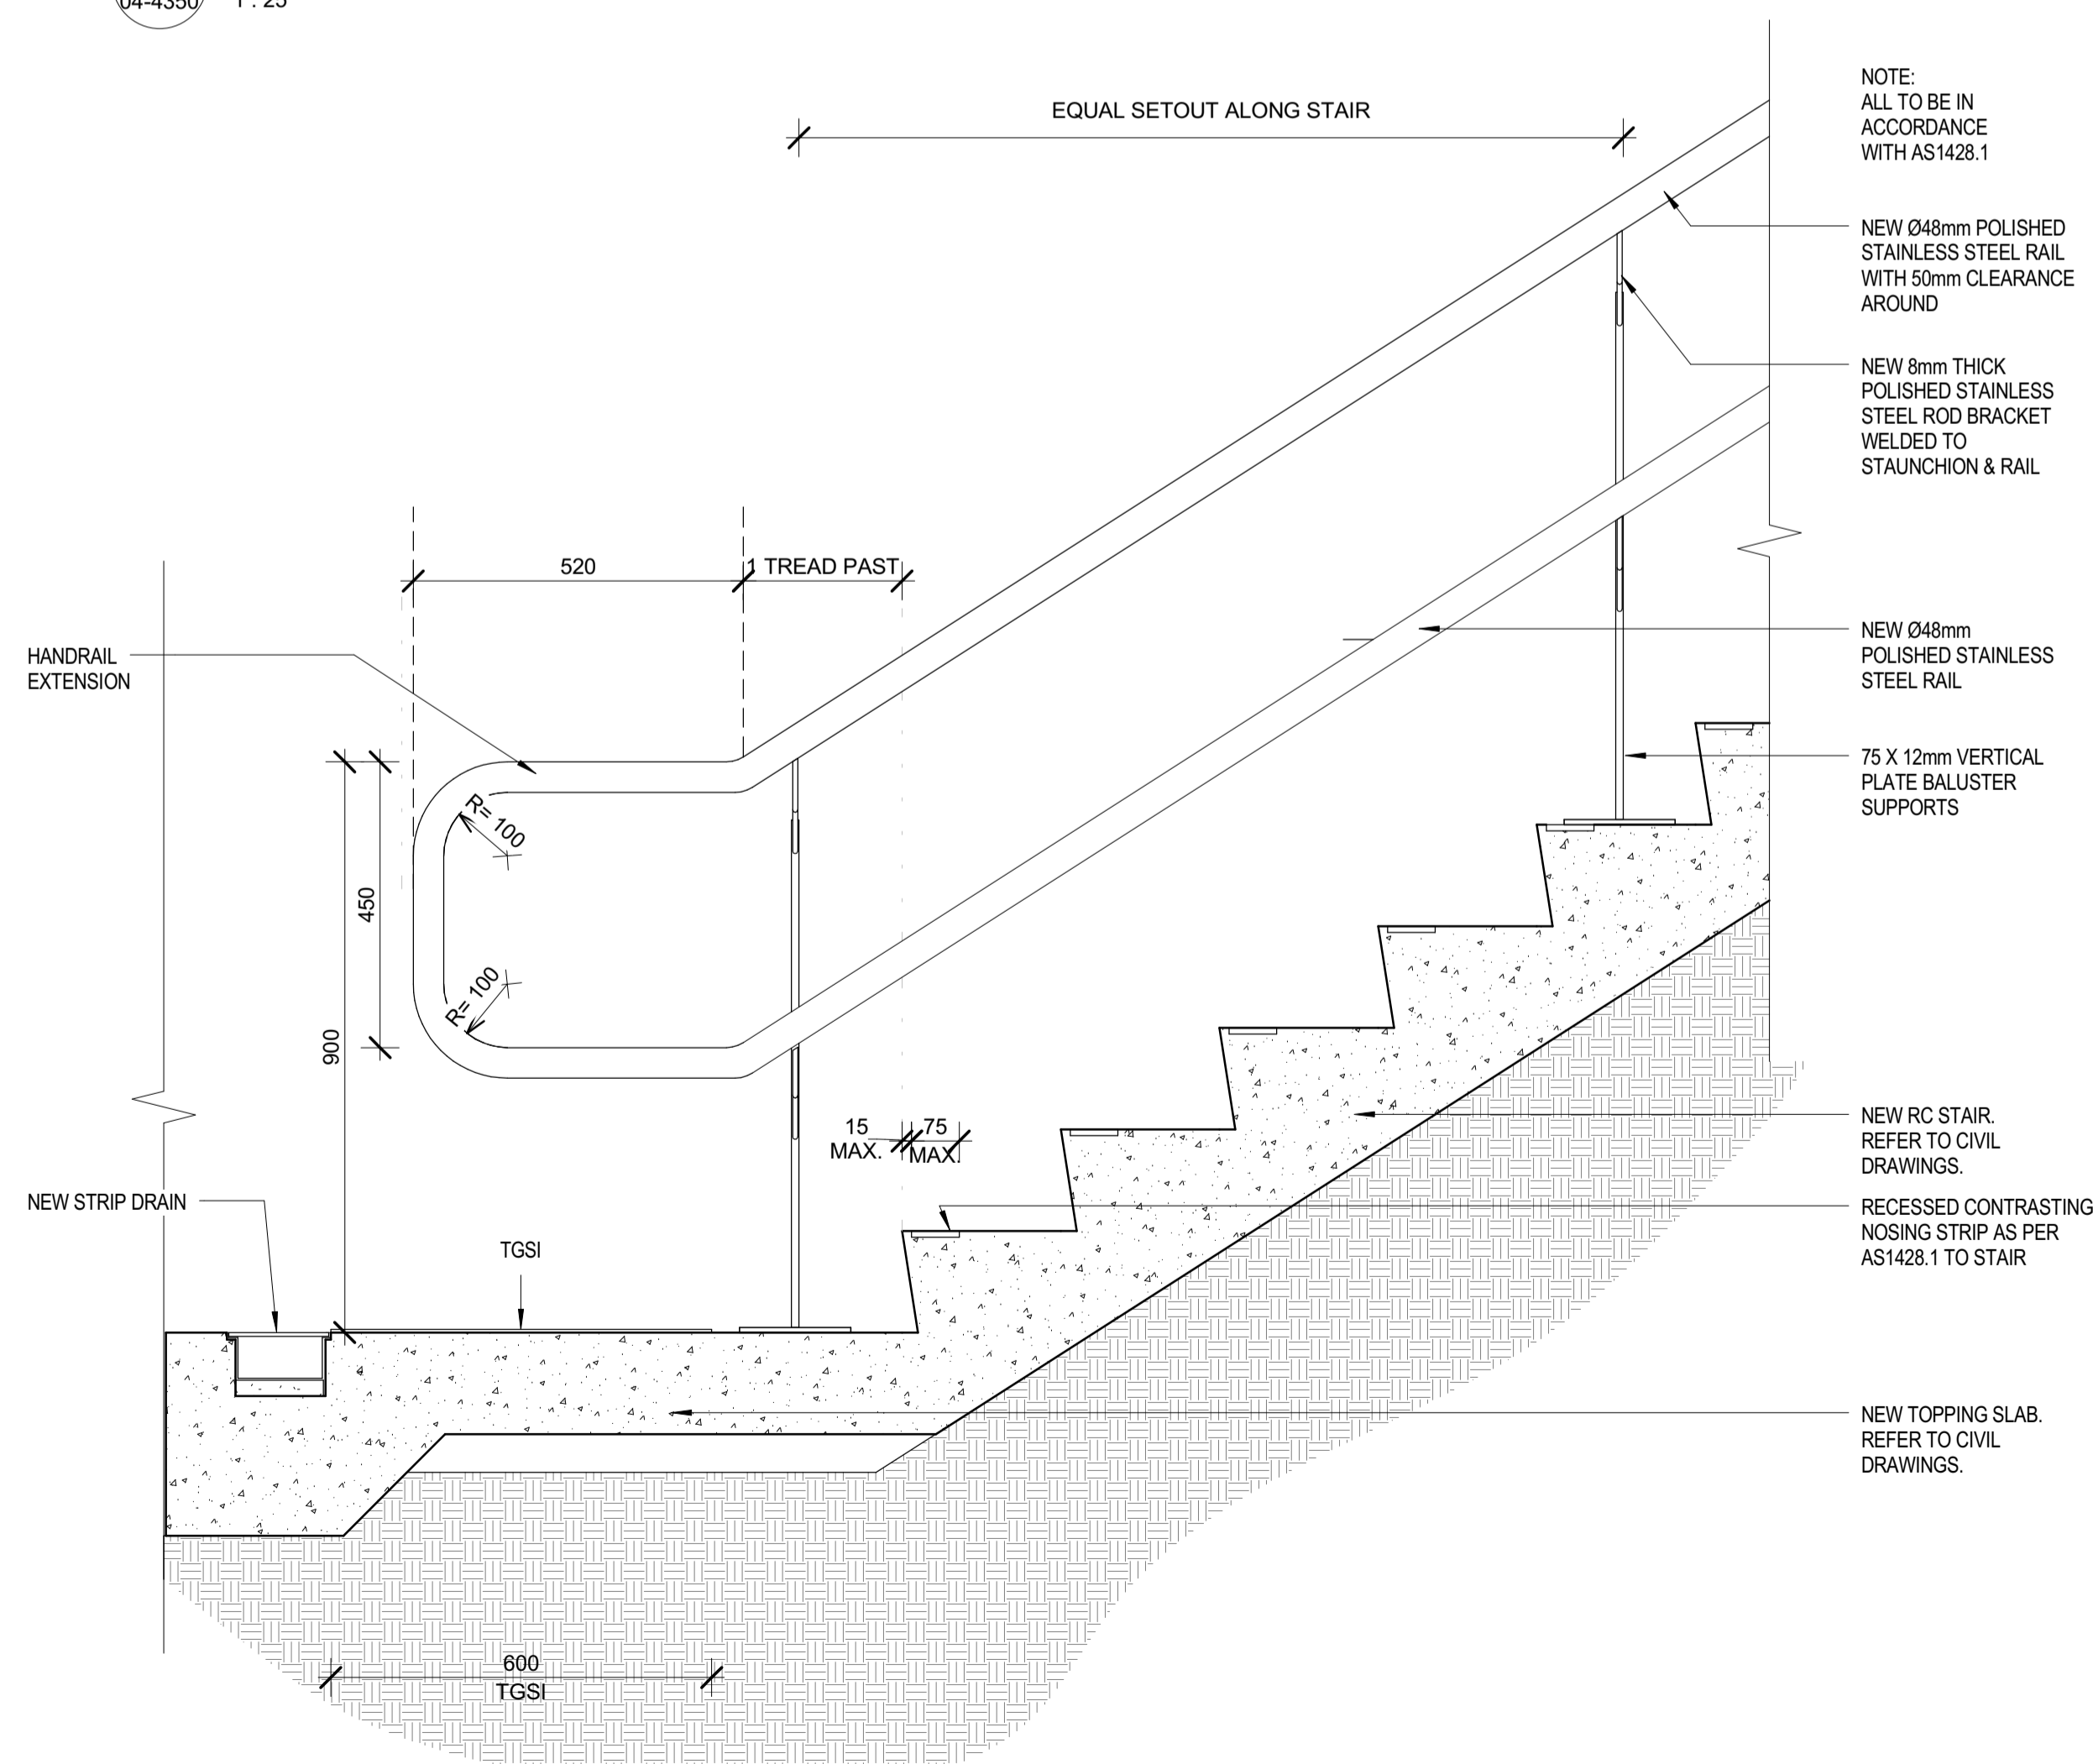 04-4350
1 : 25
EQUAL SETOUT ALONG STAIR
NOTE:
ALL TO BE IN
ACCORDANCE
WITH AS1428.1
NEW Ø48mm POLISHED
STAINLESS STEEL RAIL
WITH 50mm CLEARANCE
AROUND
NEW 8mm THICK
POLISHED STAINLESS
STEEL ROD BRACKET
WELDED TO
STAUNCHION & RAIL
520
1 TREAD PAST
HANDRAIL
EXTENSION
NEW Ø48mm
POLISHED STAINLESS
STEEL RAIL
75 X 12mm VERTICAL
PLATE BALUSTER
SUPPORTS
R= 100
450
R= 100
900
15
MAX.
75
MAX.
NEW RC STAIR.
REFER TO CIVIL
DRAWINGS.
NEW STRIP DRAIN
RECESSED CONTRASTING
NOSING STRIP AS PER
AS1428.1 TO STAIR
TGSI
NEW TOPPING SLAB.
REFER TO CIVIL
DRAWINGS.
600
TGSI